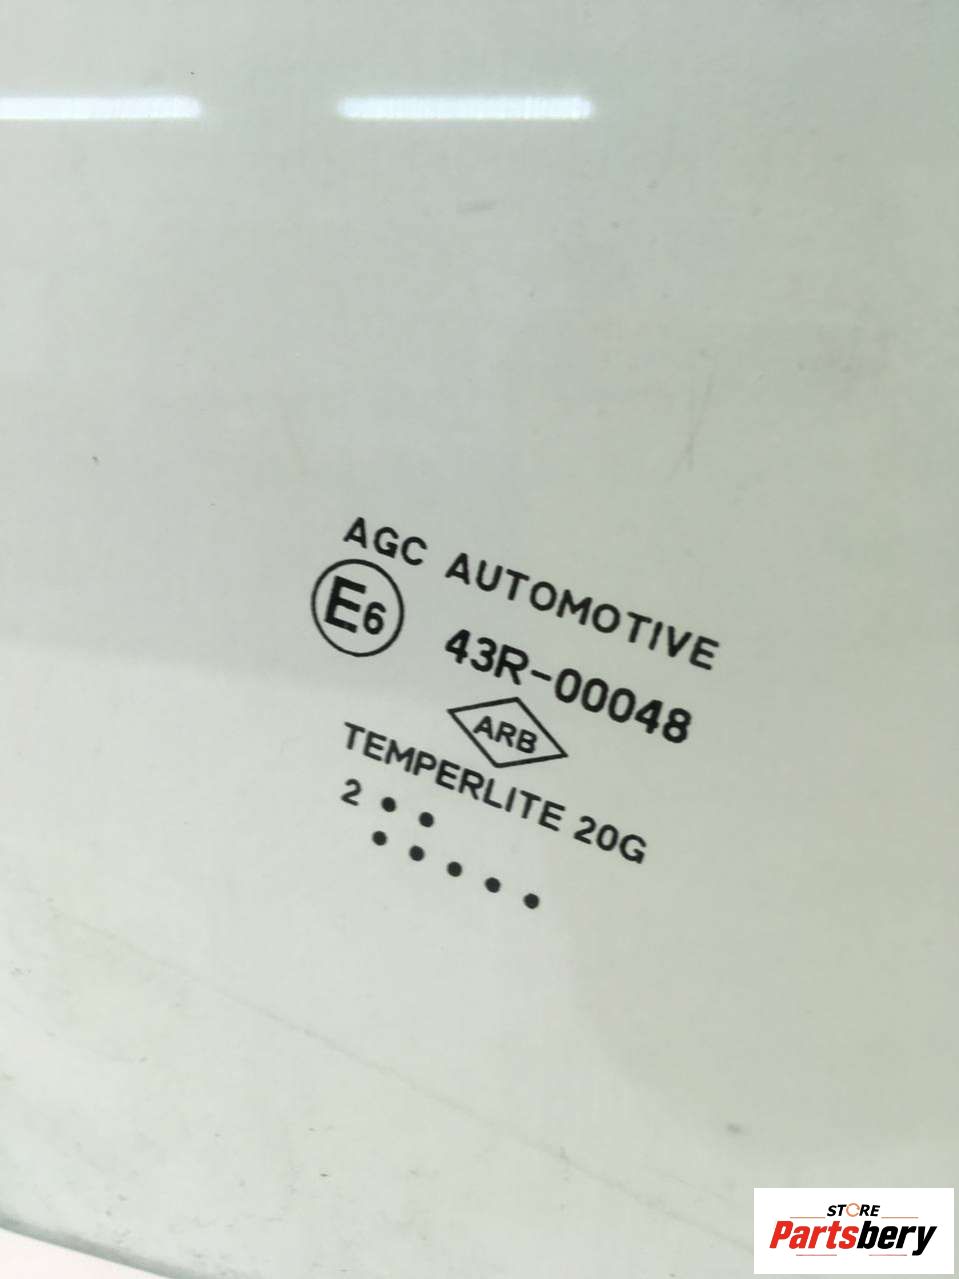 AGC AUTOMOTIVE
E6
43R-00048
ARB
TEMPERLITE 20G
2 ••
•••••
STORE
Partsbery